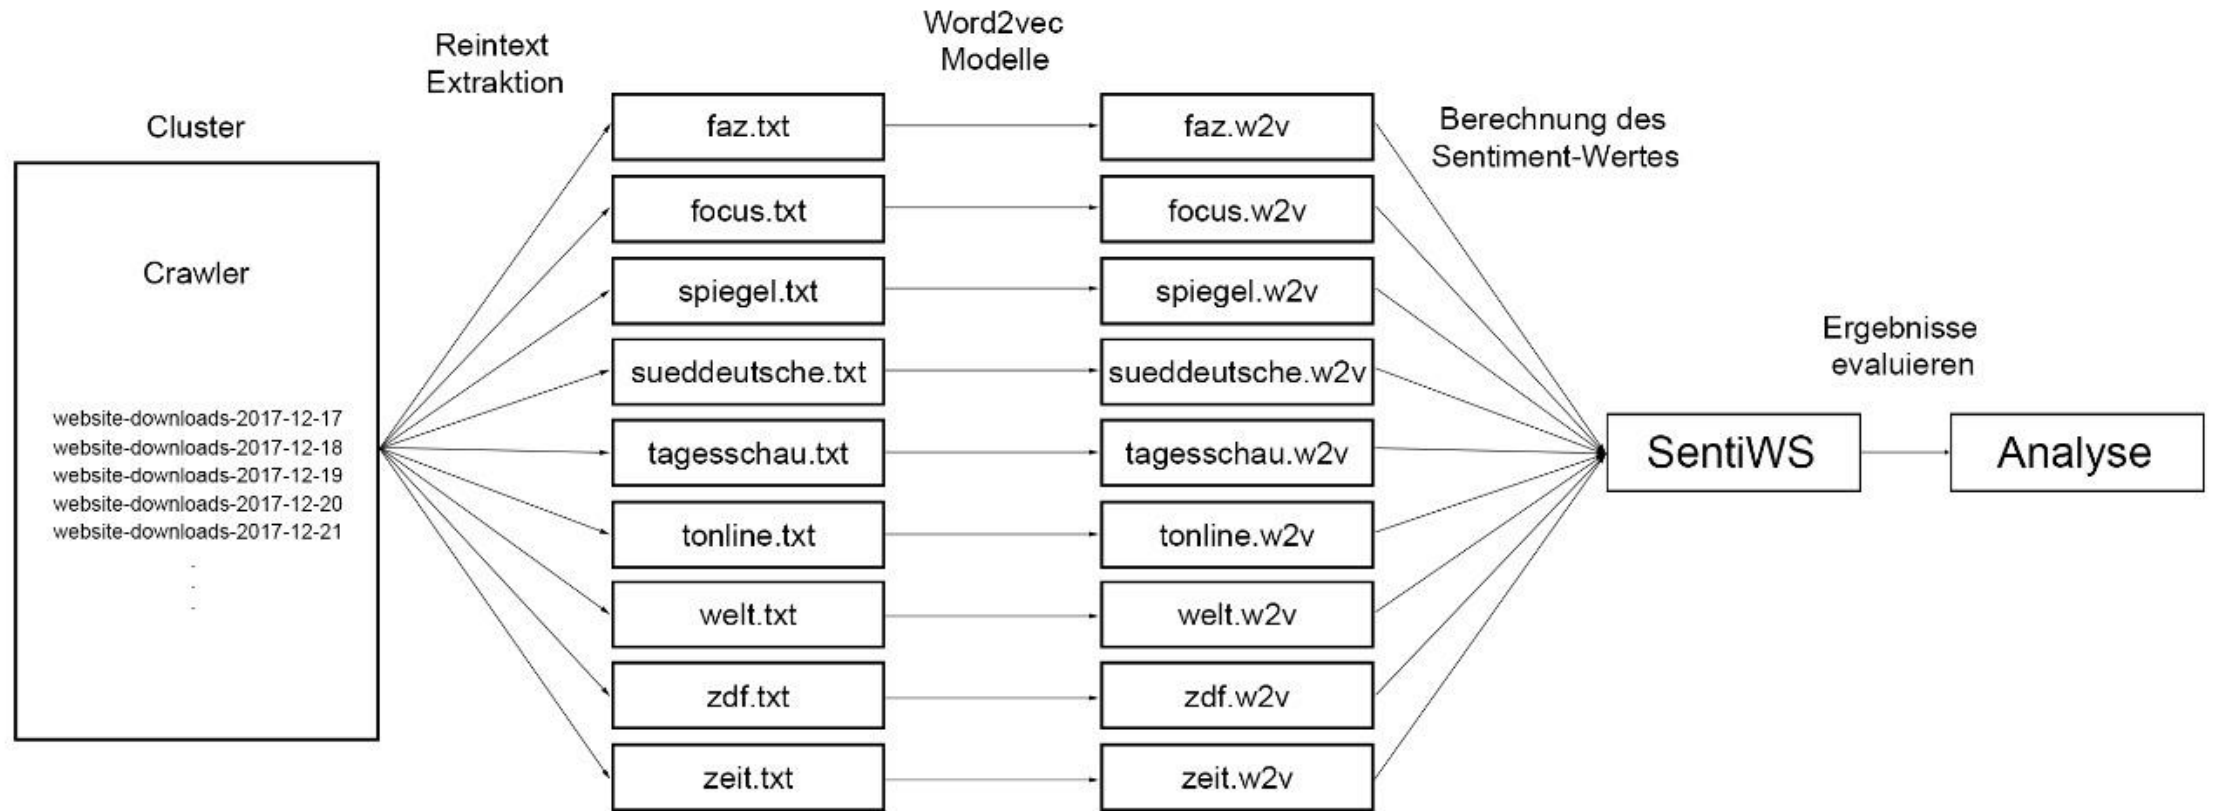 Cluster
Crawler
website-downloads-2017-12-17
website-downloads-2017-12-18
website-downloads-2017-12-19
website-downloads-2017-12-20
website-downloads-2017-12-21
.
.
.
Reintext
Extraktion
faz.txt
focus.txt
spiegel.txt
sueddeutsche.txt
tagesschau.txt
tonline.txt
welt.txt
zdf.txt
zeit.txt
Word2vec
Modelle
faz.w2v
focus.w2v
spiegel.w2v
sueddeutsche.w2v
tagesschau.w2v
tonline.w2v
welt.w2v
zdf.w2v
zeit.w2v
Berechnung des
Sentiment-Wertes
SentiWS
Ergebnisse
evaluieren
Analyse